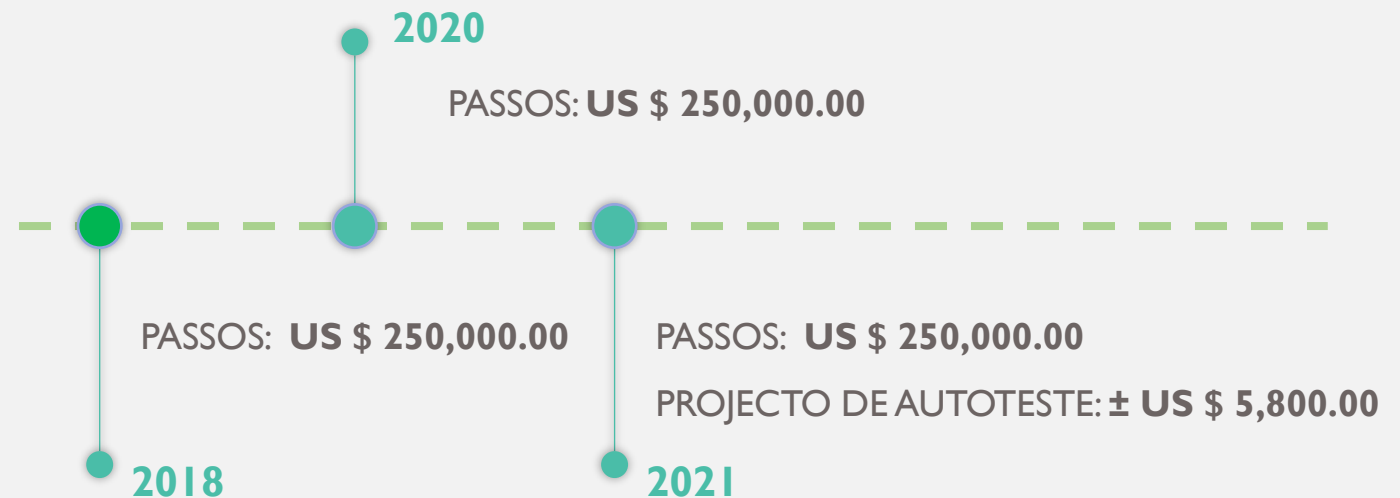 2020
PASSOS: US $ 250,000.00
PASSOS: US $ 250,000.00
2018
PASSOS: US $ 250,000.00
PROJECTO DE AUTOTESTE: ± US $ 5,800.00
2021